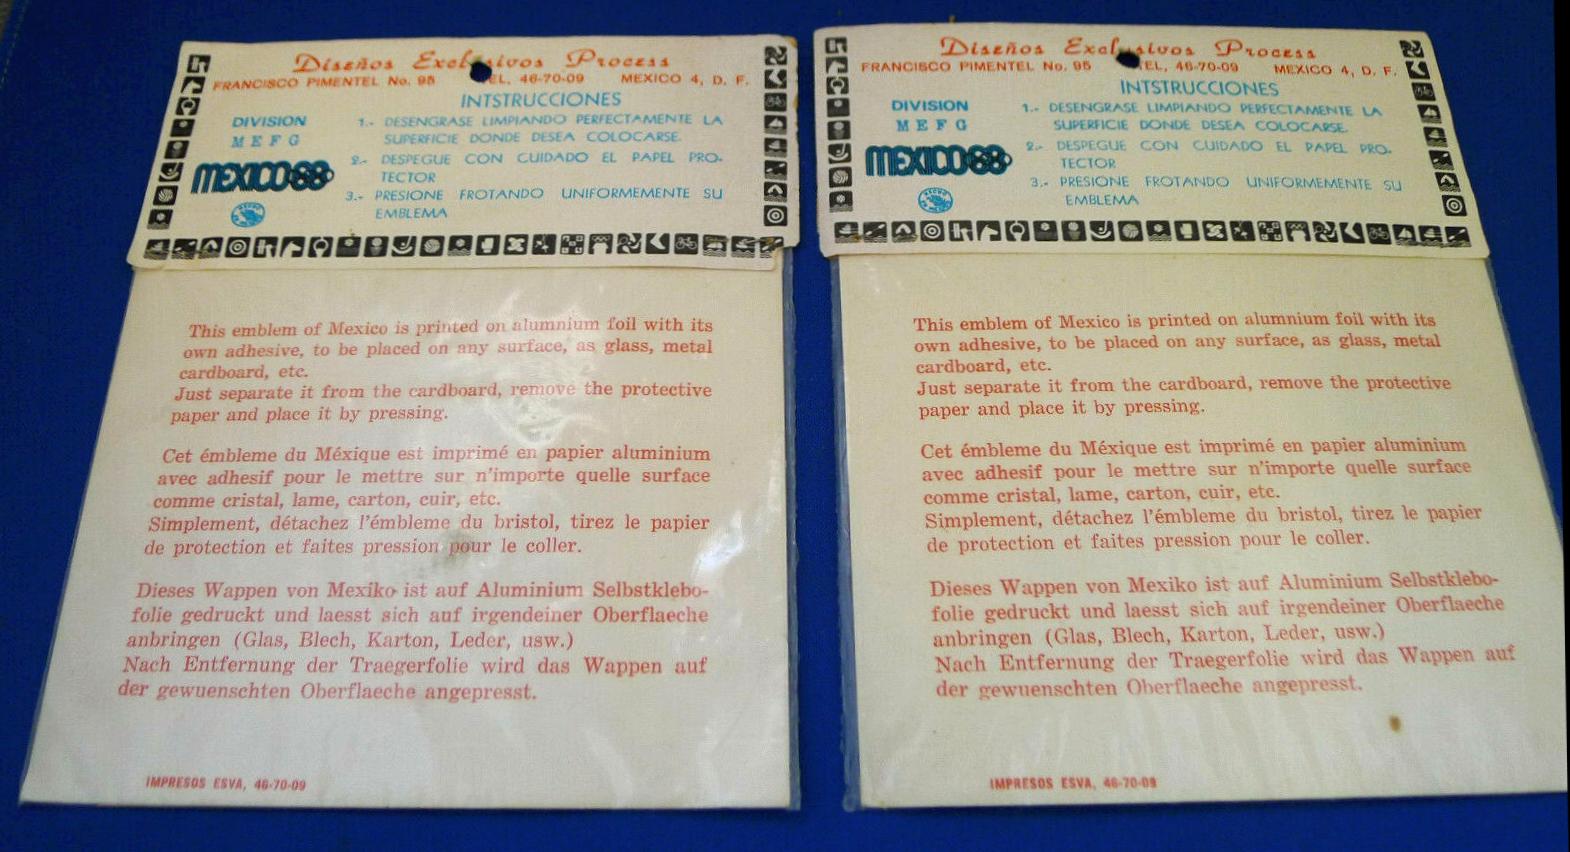 Diseños Exclusivos Process
FRANCISCO PIMENTEL No. 95 EL, 46-70-09 MEXICO 4, D. F.
INTSTRUCCIONES
DIVISION
M E F G
MEXICO68
HECHO EN MEXICO
1.- DESENGRASE LIMPIANDO PERFECTAMENTE LA
SUPERFICIE DONDE DESEA COLOCARSE.
2.- DESPEGUE CON CUIDADO EL PAPEL PRO-
TECTOR
3.- PRESIONE FROTANDO UNIFORMEMENTE SU
EMBLEMA
This emblem of Mexico is printed on alumnium foil with its
own adhesive, to be placed on any surface, as glass, metal
cardboard, etc.
Just separate it from the cardboard, remove the protective
paper and place it by pressing.
Cet émbleme du Méxique est imprimé en papier aluminium
avec adhesif pour le mettre sur n'importe quelle surface
comme cristal, lame, carton, cuir, etc.
Simplement, détachez l'émbleme du bristol, tirez le papier
de protection et faites pression pour le coller.
Dieses Wappen von Mexiko ist auf Aluminium Selbstklebo-
folie gedruckt und laesst sich auf irgendeiner Oberflaeche
anbringen (Glas, Blech, Karton, Leder, usw.)
Nach Entfernung der Traegerfolie wird das Wappen auf
der gewuenschten Oberflaeche angepresst.
IMPRESOS ESVA, 46-70-09
Diseños Exclusivos Process
FRANCISCO PIMENTEL No. 95 EL, 46-70-09 MEXICO 4, D. F.
INTSTRUCCIONES
DIVISION
M E F G
MEXICO68
HECHO EN MEXICO
1.- DESENGRASE LIMPIANDO PERFECTAMENTE LA
SUPERFICIE DONDE DESEA COLOCARSE.
2.- DESPEGUE CON CUIDADO EL PAPEL PRO-
TECTOR
3.- PRESIONE FROTANDO UNIFORMEMENTE SU
EMBLEMA
This emblem of Mexico is printed on alumnium foil with its
own adhesive, to be placed on any surface, as glass, metal
cardboard, etc.
Just separate it from the cardboard, remove the protective
paper and place it by pressing.
Cet émbleme du Méxique est imprimé en papier aluminium
avec adhesif pour le mettre sur n'importe quelle surface
comme cristal, lame, carton, cuir, etc.
Simplement, détachez l'émbleme du bristol, tirez le papier
de protection et faites pression pour le coller.
Dieses Wappen von Mexiko ist auf Aluminium Selbstklebo-
folie gedruckt und laesst sich auf irgendeiner Oberflaeche
anbringen (Glas, Blech, Karton, Leder, usw.)
Nach Entfernung der Traegerfolie wird das Wappen auf
der gewuenschten Oberflaeche angepresst.
IMPRESOS ESVA, 46-70-09